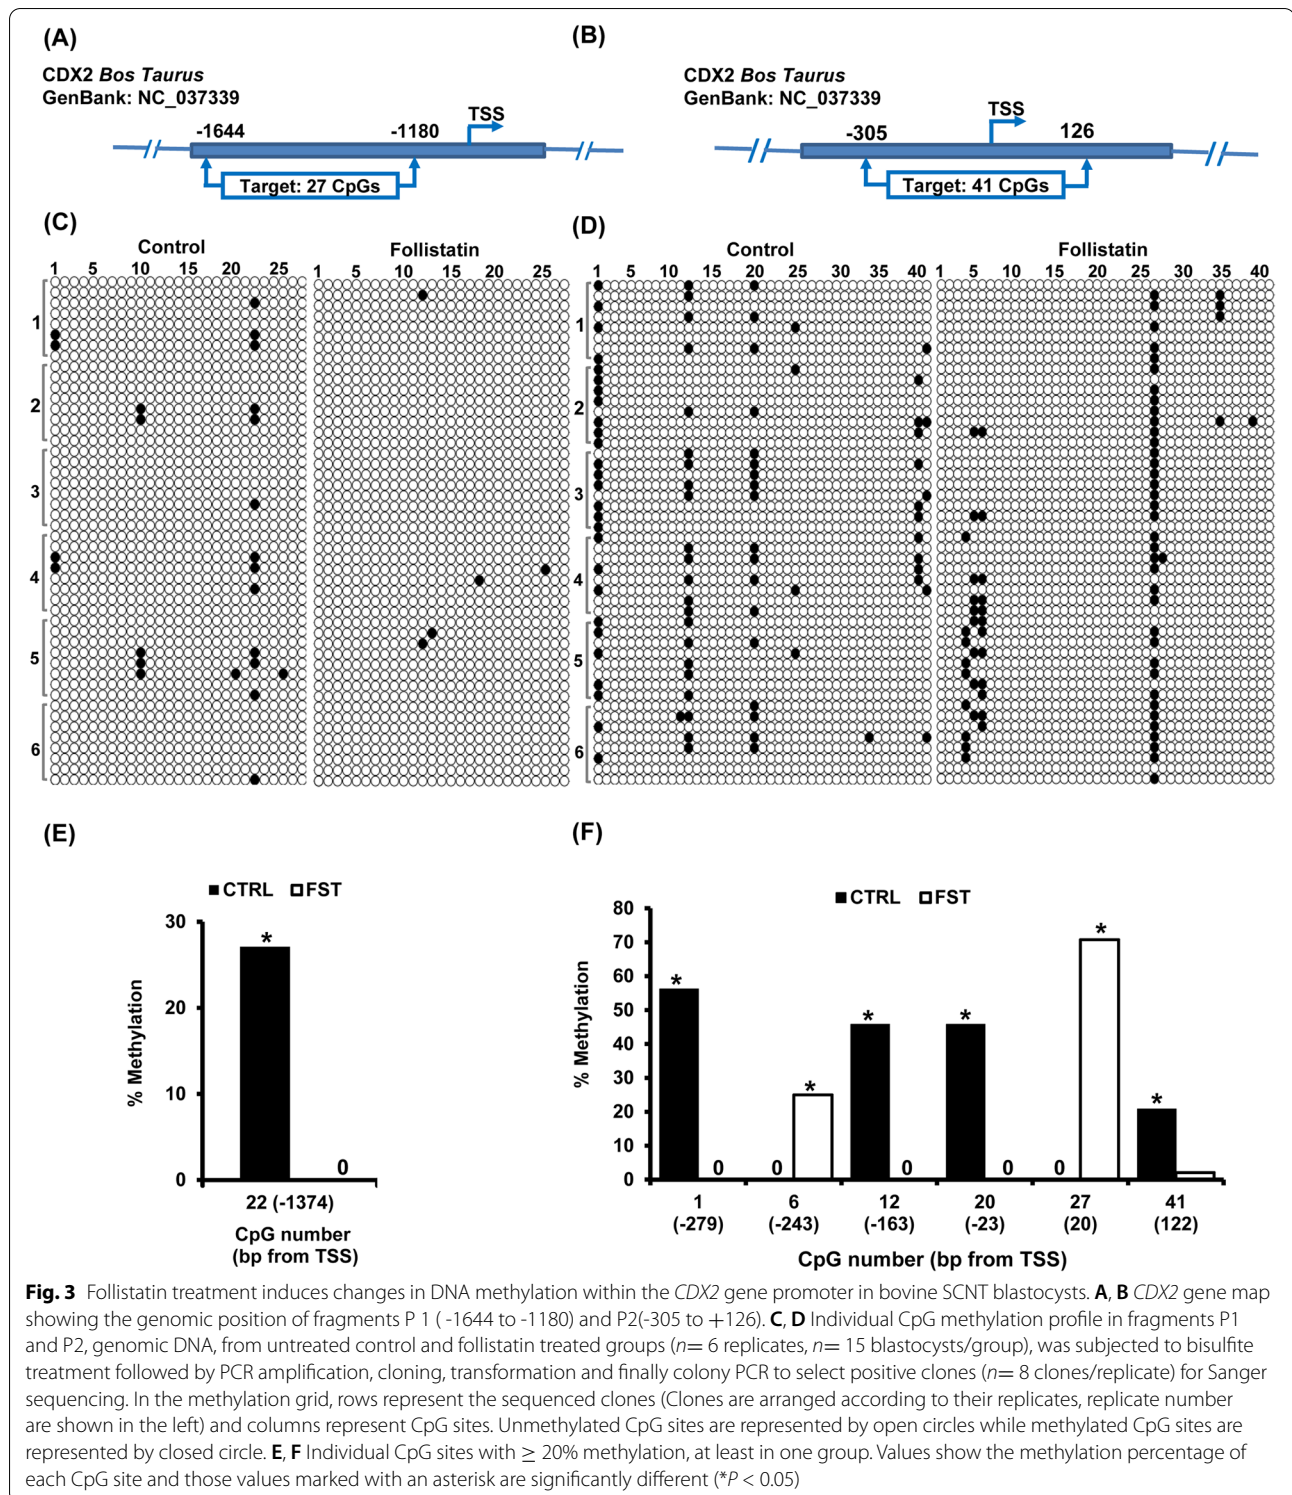 (A)
CDX2 Bos Taurus
GenBank: NC_037339
-1644 -1180 TSS
Target: 27 CpGs
(B)
CDX2 Bos Taurus
GenBank: NC_037339
TSS
-305 126
Target: 41 CpGs
(C)
Control Follistatin
1 5 10 15 20 25 1 5 10 15 20 25
1
2
3
4
5
6
(D)
Control Follistatin
1 5 10 15 20 25 30 35 40 1 5 10 15 20 25 30 35 40
1
2
3
4
5
6
(E)
CTRL FST
% Methylation
30
20
10
0
*
0
22 (-1374)
CpG number
(bp from TSS)
(F)
CTRL FST
% Methylation
80
70
60
50
40
30
20
10
0
* 0 0 * * 0 * 0 0 * *
1 6 12 20 27 41
(-279) (-243) (-163) (-23) (20) (122)
CpG number (bp from TSS)
Fig. 3 Follistatin treatment induces changes in DNA methylation within the CDX2 gene promoter in bovine SCNT blastocysts. A, B CDX2 gene map
showing the genomic position of fragments P 1 ( -1644 to -1180) and P2(-305 to +126). C, D Individual CpG methylation profile in fragments P1
and P2, genomic DNA, from untreated control and follistatin treated groups (n= 6 replicates, n= 15 blastocysts/group), was subjected to bisulfite
treatment followed by PCR amplification, cloning, transformation and finally colony PCR to select positive clones (n= 8 clones/replicate) for Sanger
sequencing. In the methylation grid, rows represent the sequenced clones (Clones are arranged according to their replicates, replicate number
are shown in the left) and columns represent CpG sites. Unmethylated CpG sites are represented by open circles while methylated CpG sites are
represented by closed circle. E, F Individual CpG sites with ≥ 20% methylation, at least in one group. Values show the methylation percentage of
each CpG site and those values marked with an asterisk are significantly different (*P < 0.05)